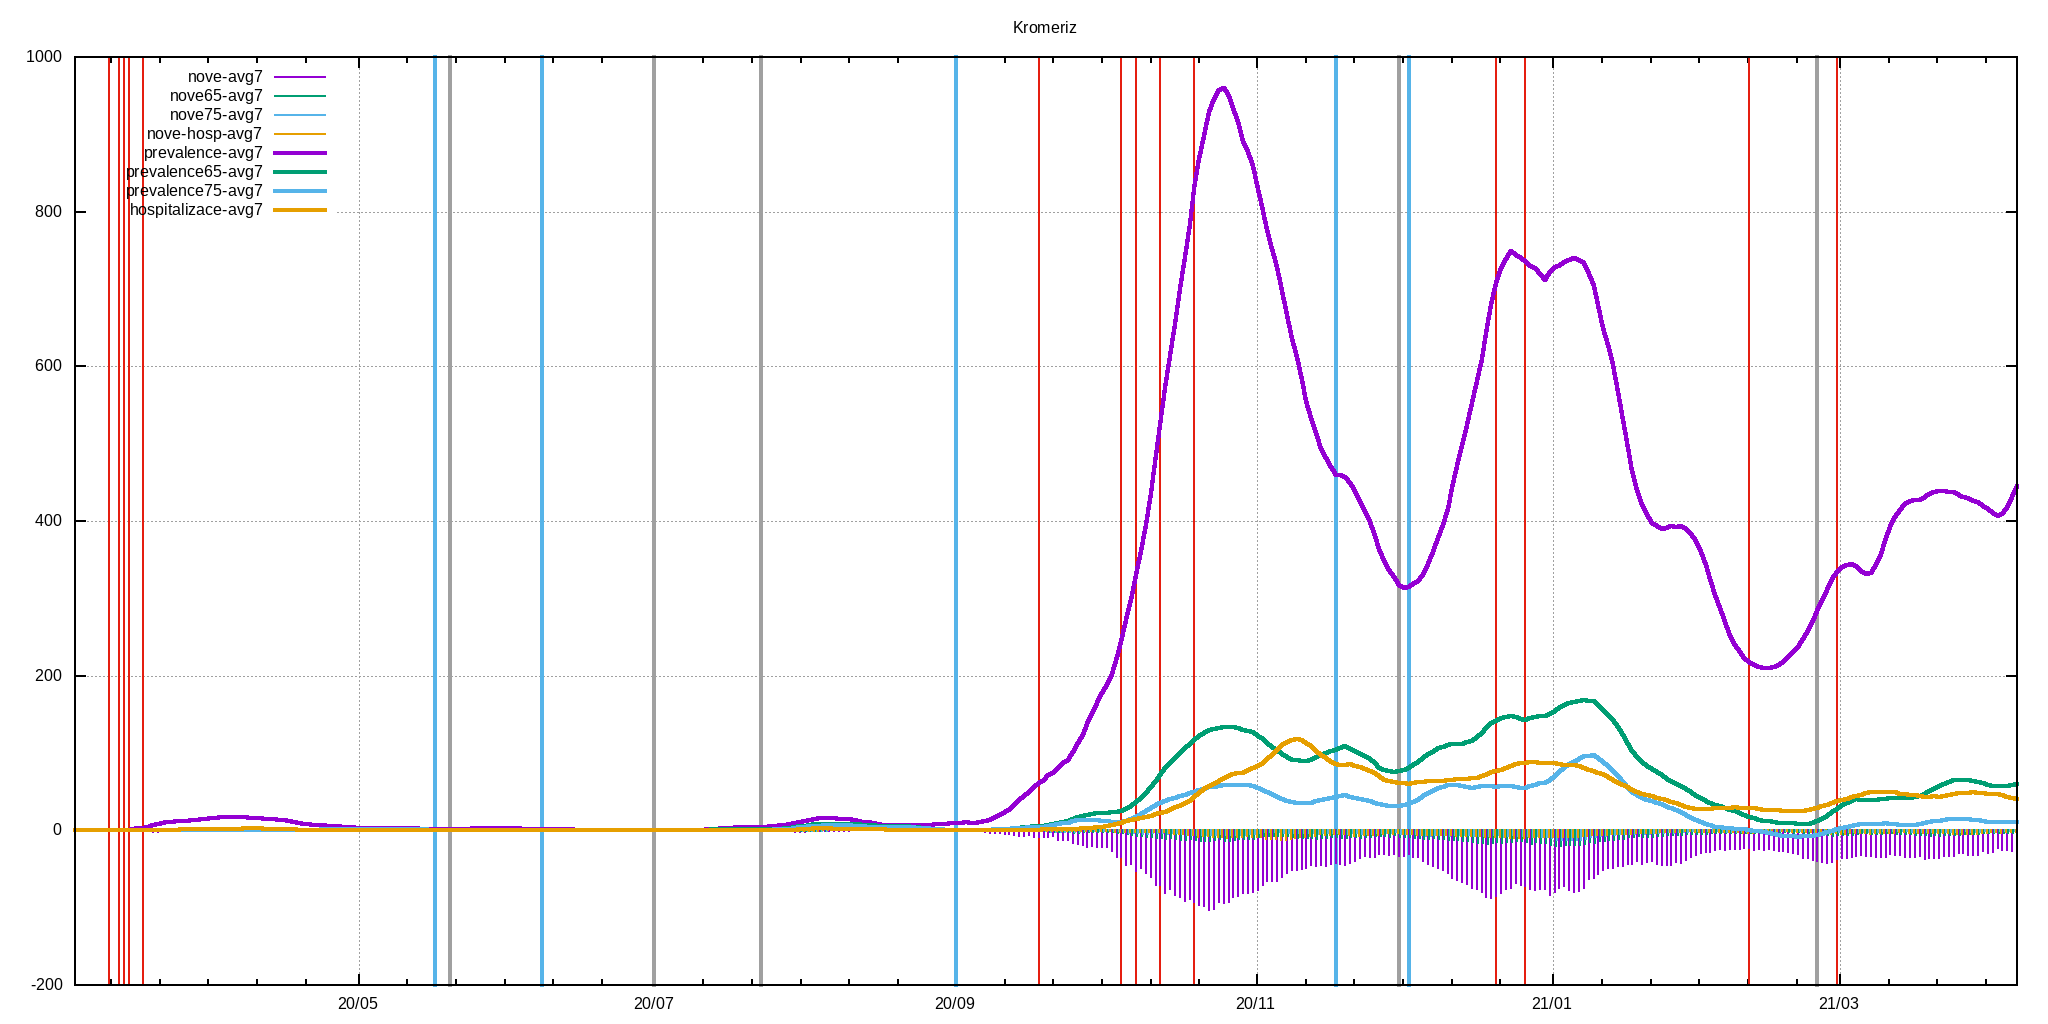 Kromeriz
1000
800
600
400
200
0
-200
nove-avg7
nove65-avg7
nove75-avg7
nove-hosp-avg7
prevalence-avg7
prevalence65-avg7
prevalence75-avg7
hospitalizace-avg7
20/05
20/07
20/09
20/11
21/01
21/03